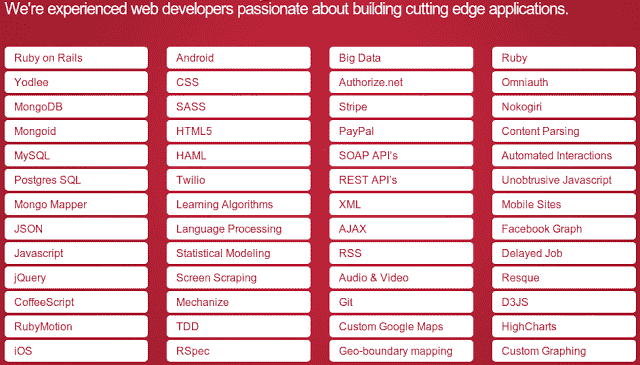 We're experienced web developers passionate about building cutting edge applications.
Ruby on Rails
Yodlee
MongoDB
Mongoid
MySQL
Postgres SQL
Mongo Mapper
JSON
Javascript
jQuery
CoffeeScript
RubyMotion
iOS
Android
CSS
SASS
HTML5
HAML
Twilio
Learning Algorithms
Language Processing
Statistical Modeling
Screen Scraping
Mechanize
TDD
RSpec
Big Data
Authorize.net
Stripe
PayPal
SOAP API's
REST API's
XML
AJAX
RSS
Audio & Video
Git
Custom Google Maps
Geo-boundary mapping
Ruby
Omniauth
Nokogiri
Content Parsing
Automated Interactions
Unobtrusive Javascript
Mobile Sites
Facebook Graph
Delayed Job
Resque
D3JS
HighCharts
Custom Graphing